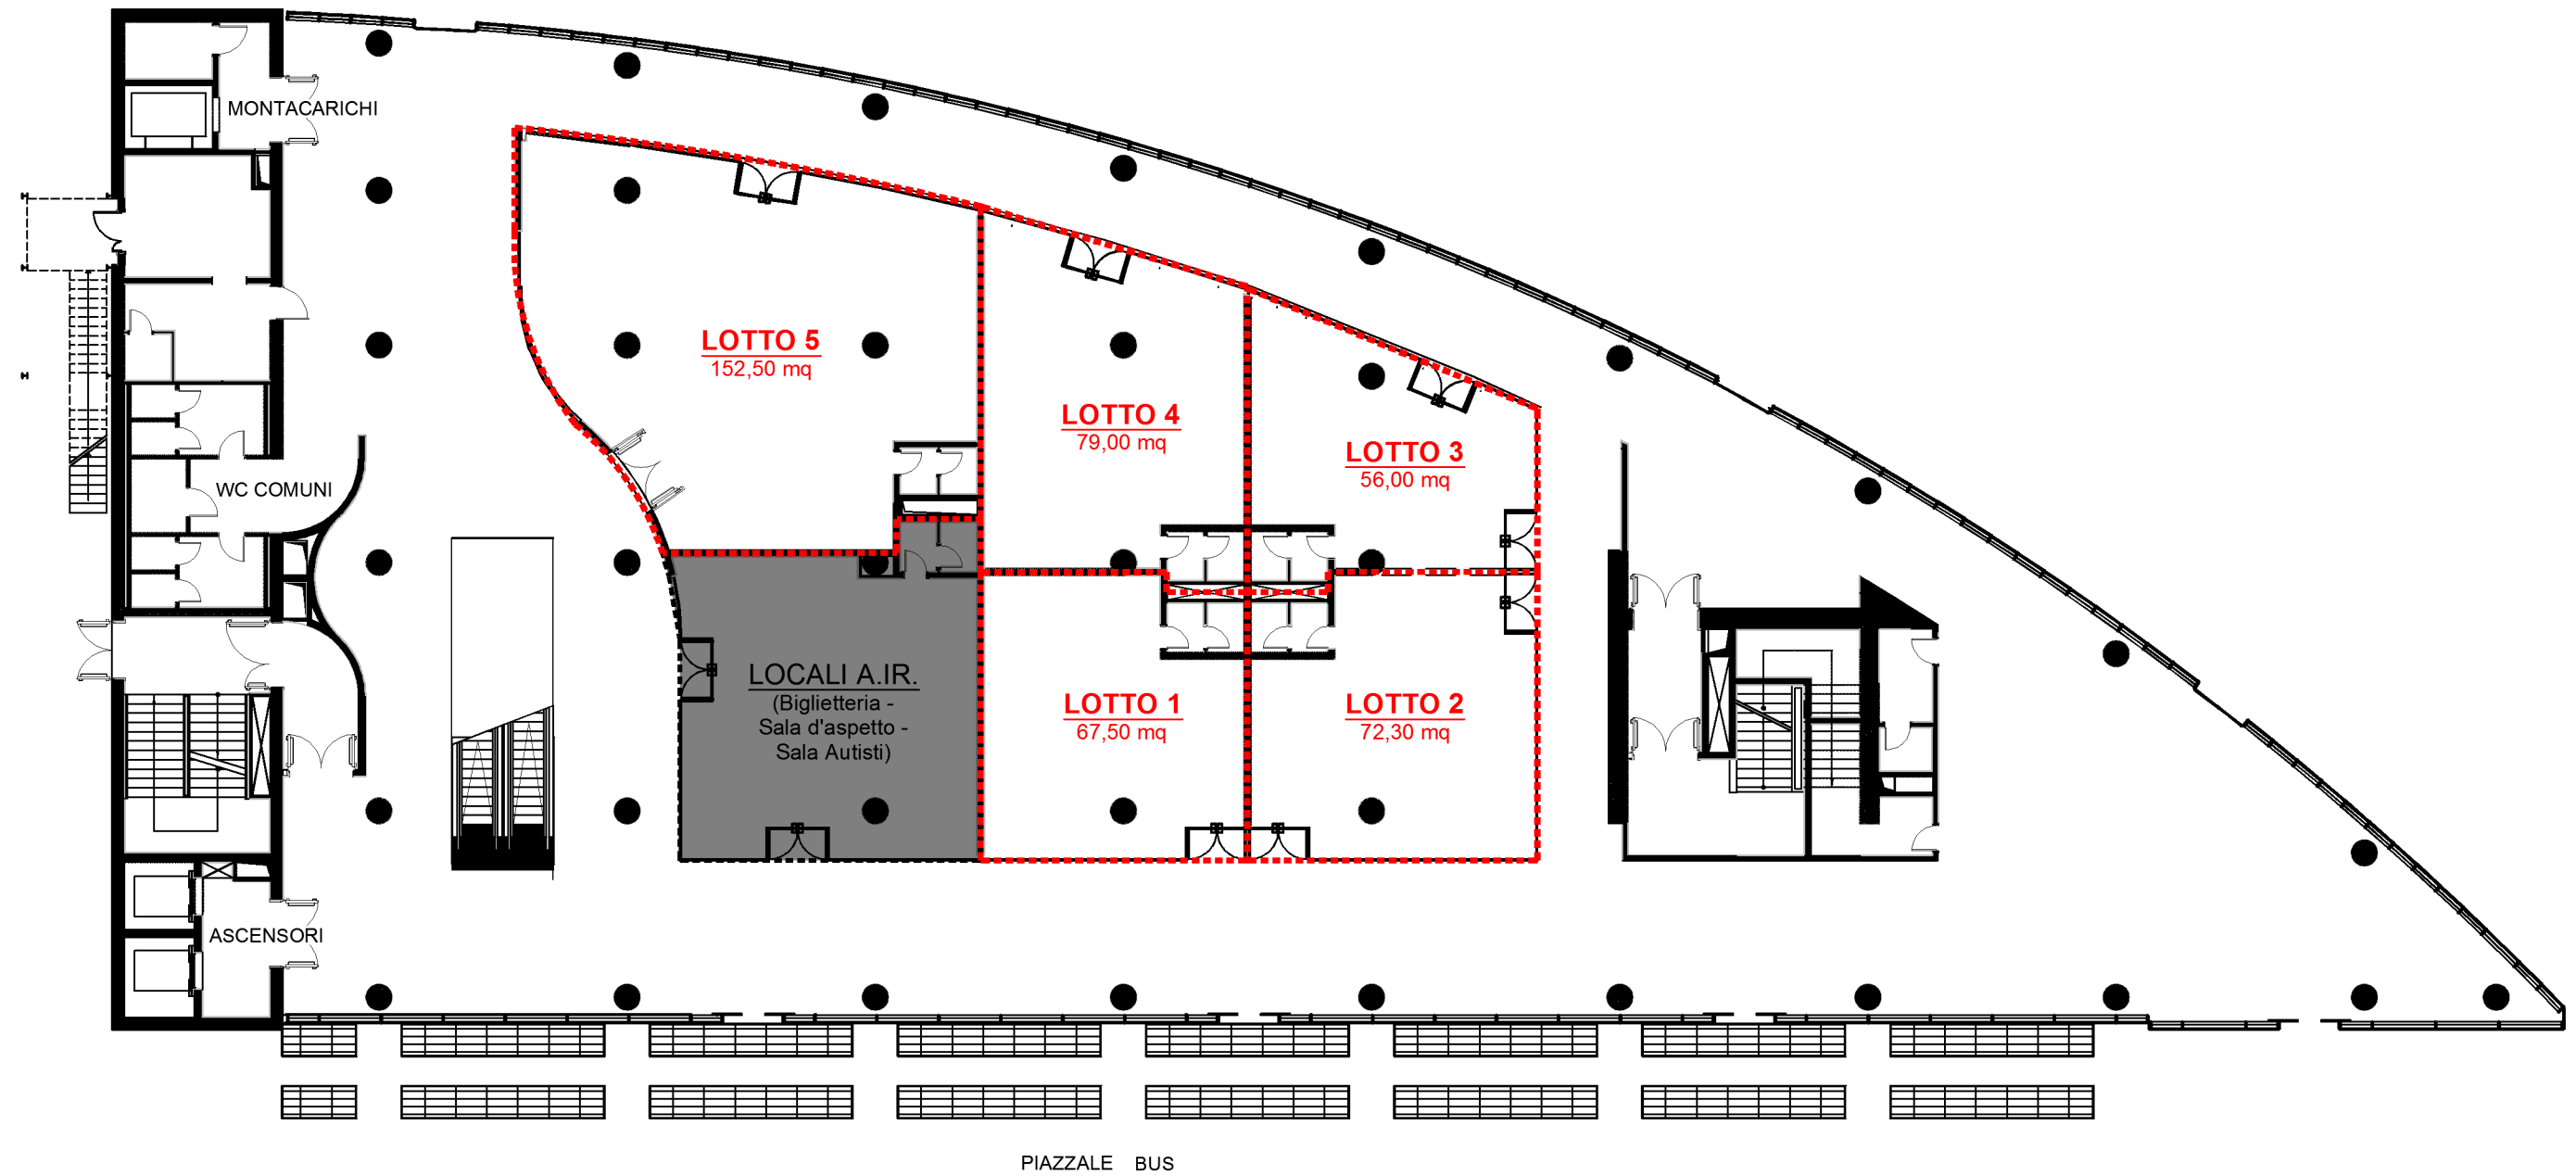 MONTACARICHI
LOTTO 5
152,50 mq
LOTTO 4
79,00 mq
LOTTO 3
56,00 mq
WC COMUNI
LOCALI A.IR.
(Biglietteria -
Sala d'aspetto -
Sala Autisti)
LOTTO 1
67,50 mq
LOTTO 2
72,30 mq
ASCENSORI
PIAZZALE BUS